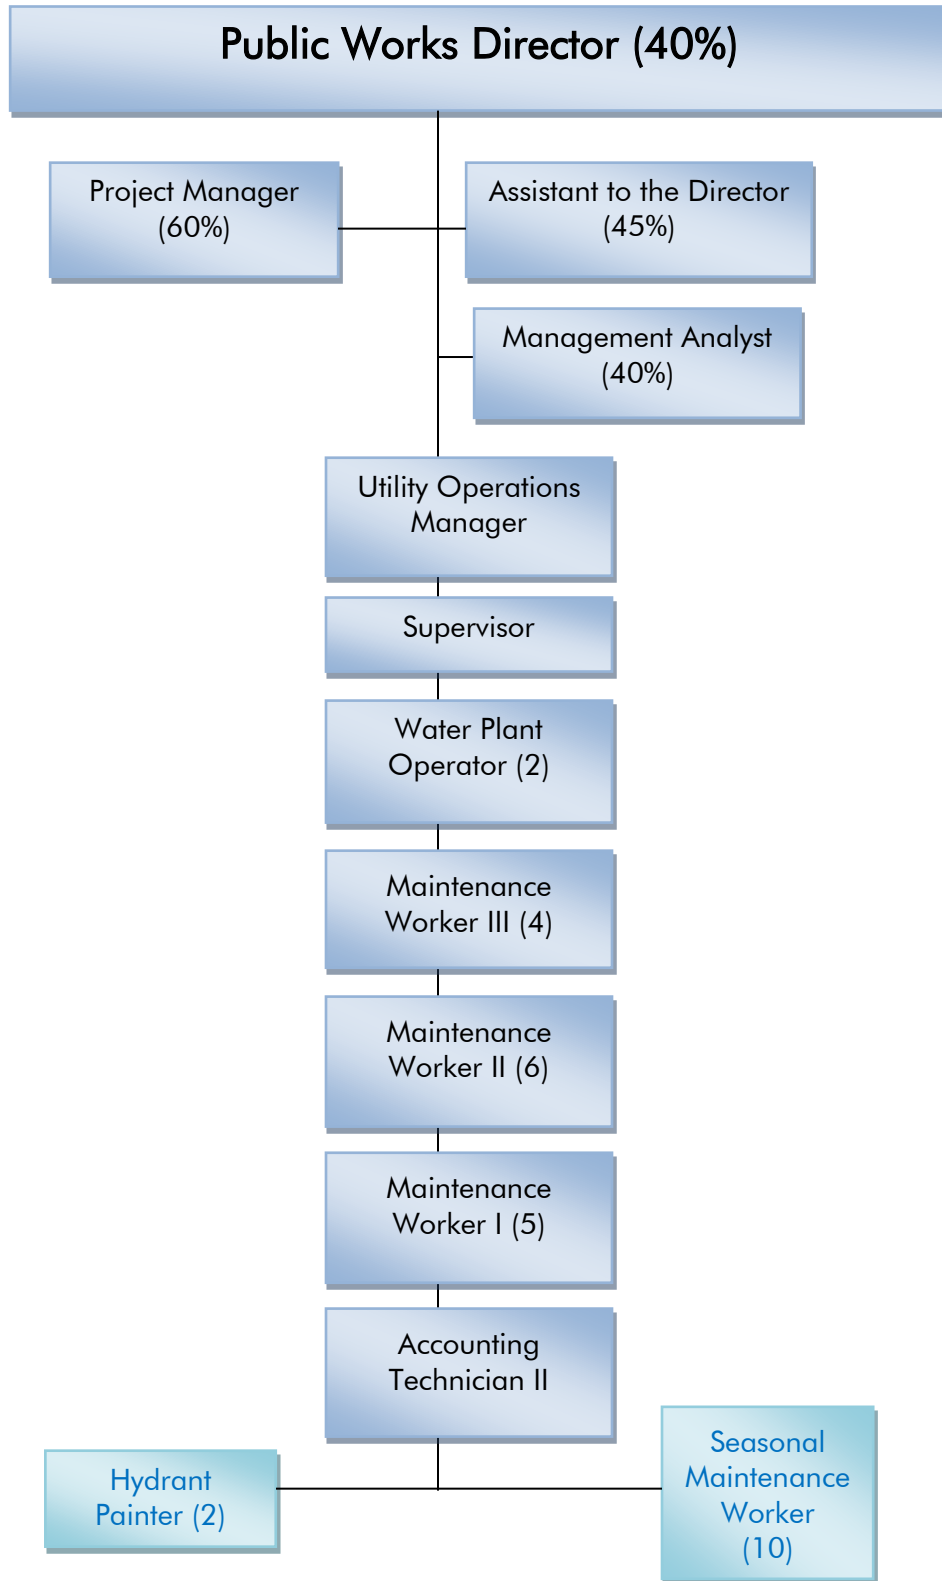 Public Works Director (40%)
Project Manager
(60%)
Assistant to the Director
(45%)
Management Analyst
(40%)
Utility Operations
Manager
Supervisor
Water Plant
Operator (2)
Maintenance
Worker III (4)
Maintenance
Worker II (6)
Maintenance
Worker I (5)
Accounting
Technician II
Hydrant
Painter (2)
Seasonal
Maintenance
Worker
(10)